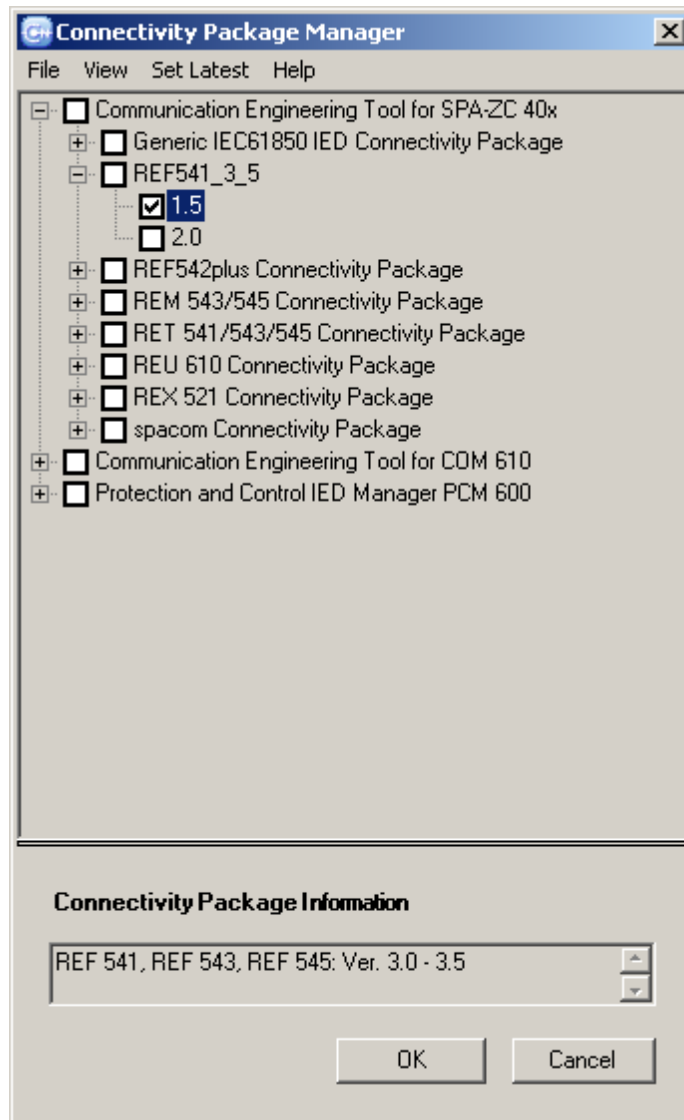 Connectivity Package Manager
File View Set Latest Help
Communication Engineering Tool for SPA-ZC 40x
Generic IEC61850 IED Connectivity Package
REF541_3_5
1.5
2.0
REF542plus Connectivity Package
REM 543/545 Connectivity Package
RET 541/543/545 Connectivity Package
REU 610 Connectivity Package
REX 521 Connectivity Package
spacom Connectivity Package
Communication Engineering Tool for COM 610
Protection and Control IED Manager PCM 600
Connectivity Package Information
REF 541, REF 543, REF 545: Ver. 3.0 - 3.5
OK Cancel